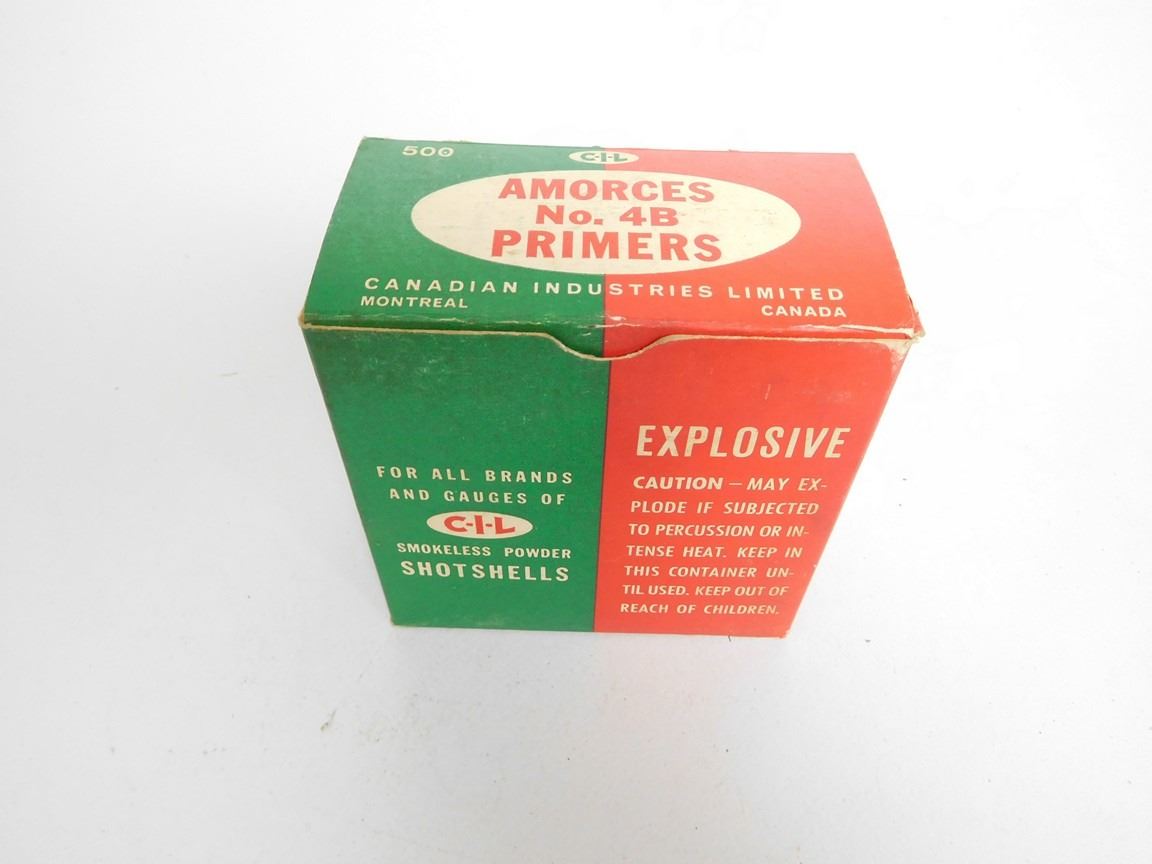 500
C-I-L
AMORCES
No. 4B
PRIMERS
CANADIAN INDUSTRIES LIMITED
MONTREAL
CANADA
FOR ALL BRANDS
AND GAUGES OF
C-I-L
SMOKELESS POWDER
SHOTSHELLS
EXPLOSIVE
CAUTION – MAY EX-
PLODE IF SUBJECTED
TO PERCUSSION OR IN-
TENSE HEAT. KEEP IN
THIS CONTAINER UN-
TIL USED. KEEP OUT OF
REACH OF CHILDREN.